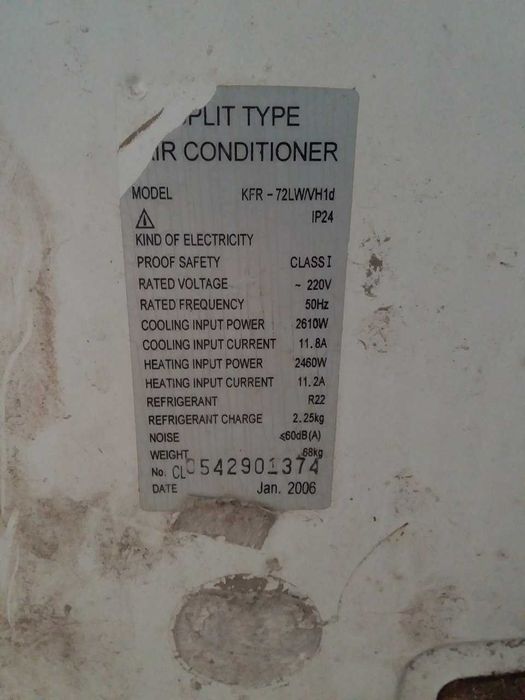 PLIT TYPE
IR CONDITIONER
MODEL KFR-72LW/VH1d
IP24
KIND OF ELECTRICITY
PROOF SAFETY CLASS I
RATED VOLTAGE ~ 220V
RATED FREQUENCY 50Hz
COOLING INPUT POWER 2610W
COOLING INPUT CURRENT 11.8A
HEATING INPUT POWER 2460W
HEATING INPUT CURRENT 11.2A
REFRIGERANT R22
REFRIGERANT CHARGE 2.25kg
NOISE ≤60dB(A)
WEIGHT 68kg
No. CL0542901374
DATE Jan. 2006